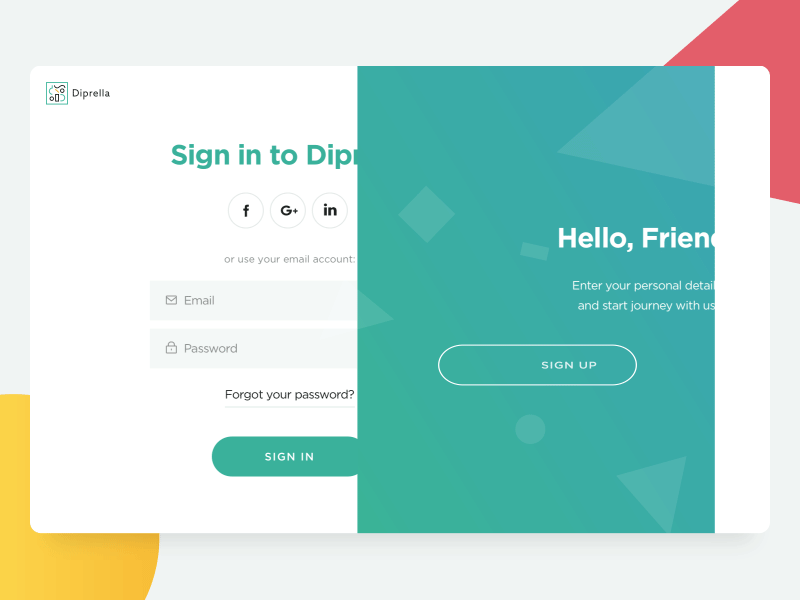 Diprella
Sign in to Dipr
f G+ in
or use your email account:
Email
Password
Forgot your password?
SIGN IN
Hello, Frien
Enter your personal detail
and start journey with us
SIGN UP